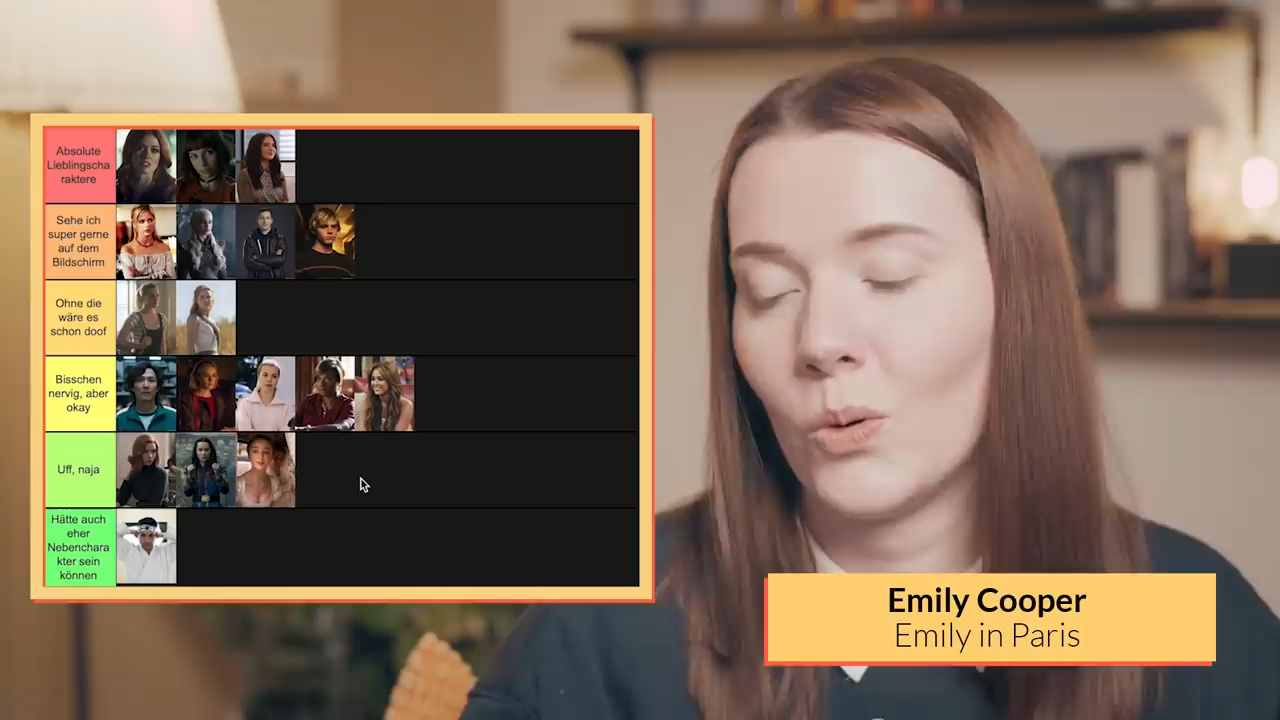 Absolute
Lieblingscha
raktere
Sehe ich
super gerne
auf dem
Bildschirm
Ohne die
wäre es
schon doof
Bisschen
nervig, aber
okay
Uff, naja
Hätte auch
eher
Nebenchara
kter sein
können
Emily Cooper
Emily in Paris